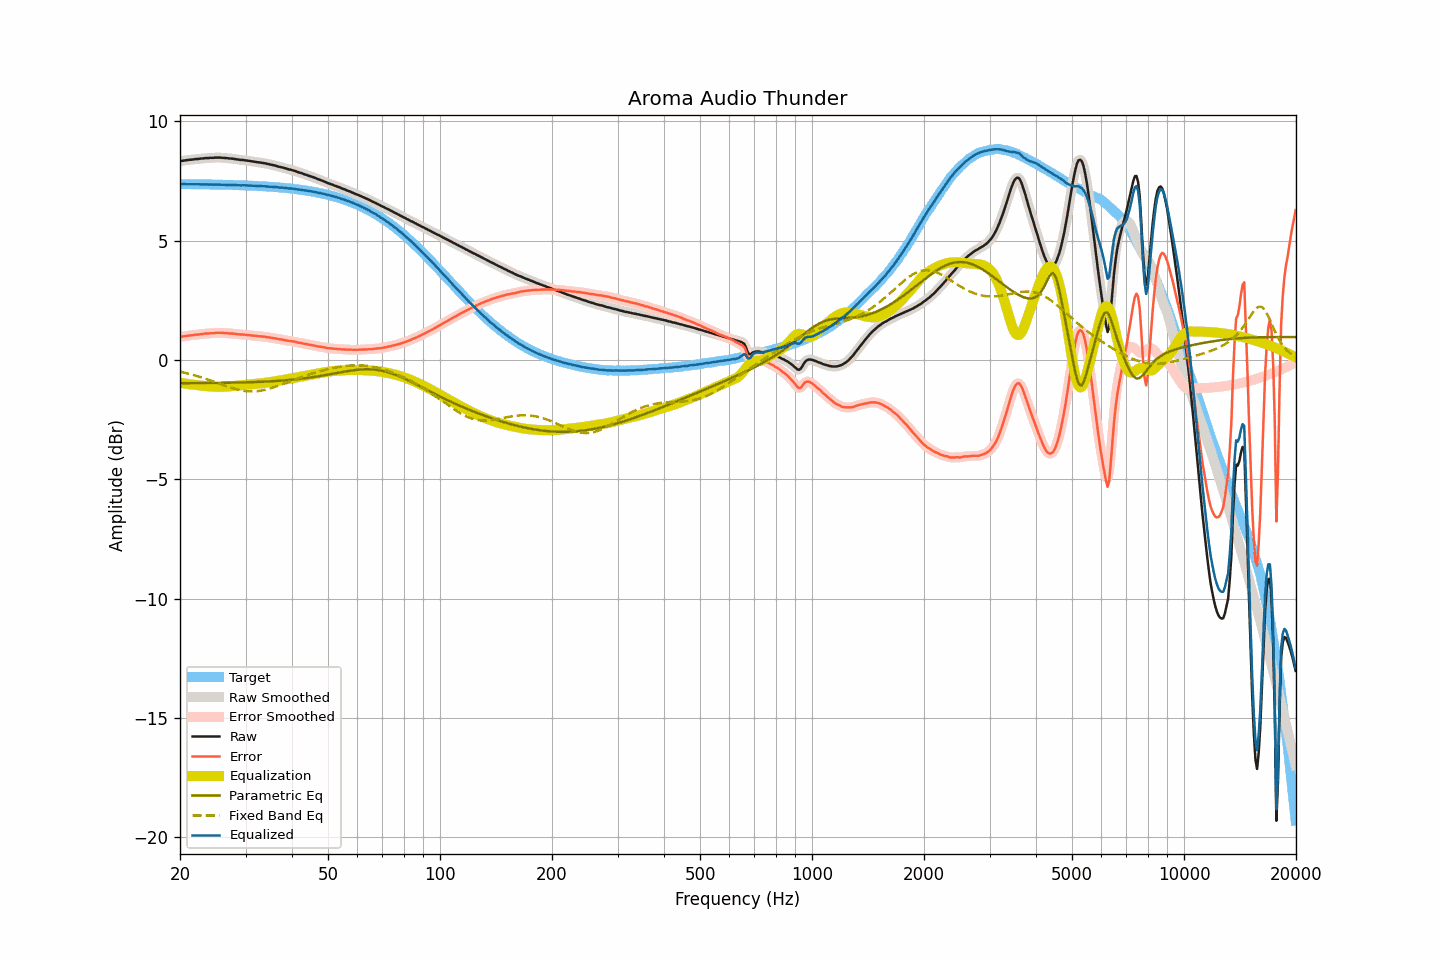 Aroma Audio Thunder
10
5
0
−5
−10
−15
−20
Amplitude (dBr)
Target
Raw Smoothed
Error Smoothed
Raw
Error
Equalization
Parametric Eq
Fixed Band Eq
Equalized
20 50 100 200 500 1000 2000 5000 10000 20000
Frequency (Hz)